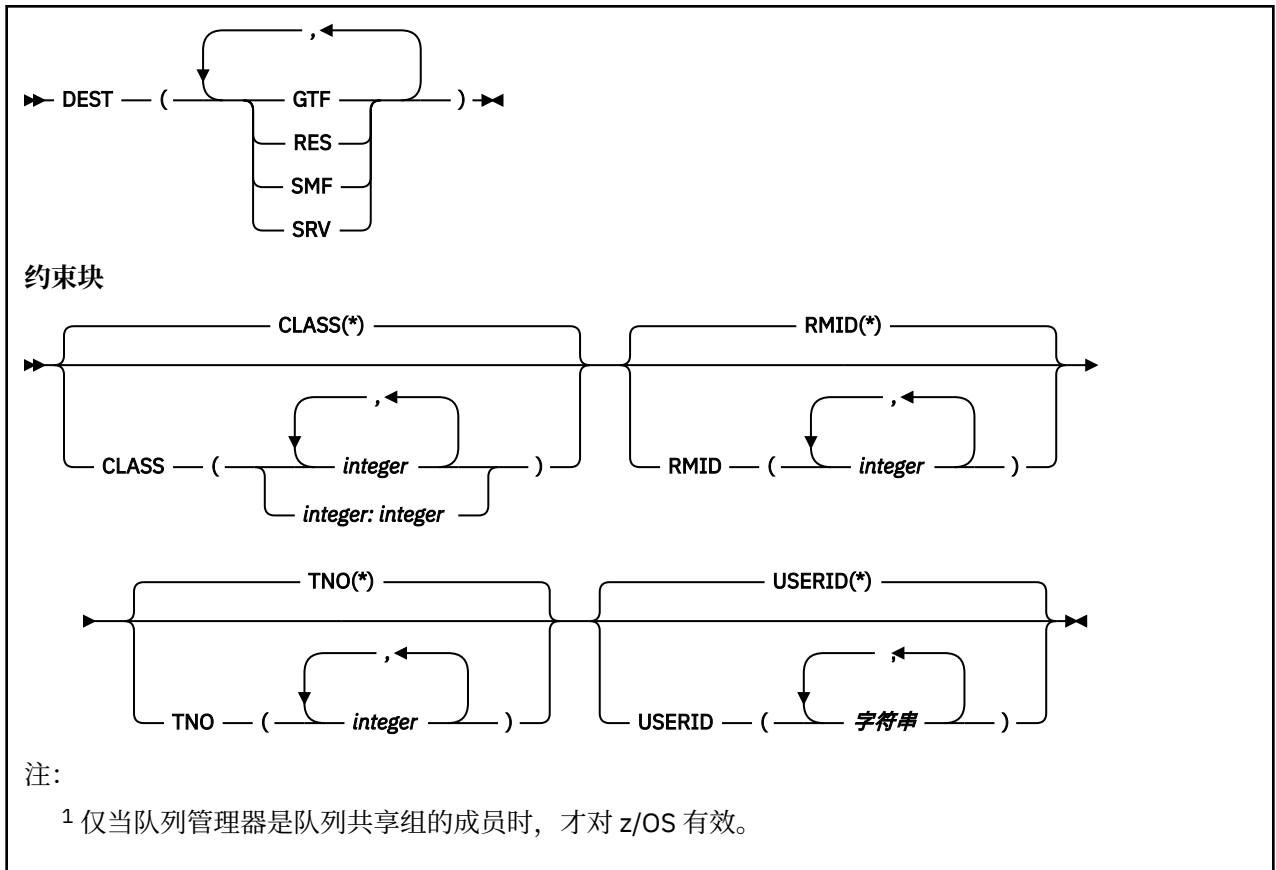 ,
DEST ( GTF )
RES
SMF
SRV
约束块
CLASS(*) RMID(*)
, ,
CLASS ( integer ) RMID ( integer )
integer: integer
TNO(*) USERID(*)
, ,
TNO ( integer ) USERID ( 字符串 )
注：
1 仅当队列管理器是队列共享组的成员时，才对 z/OS 有效。